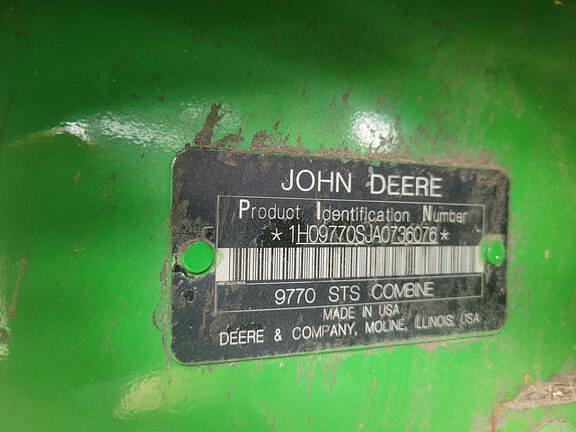 JOHN DEERE
Product Identification Number
*1H09770SJA0736076*
9770 STS COMBINE
MADE IN USA
DEERE & COMPANY, MOLINE, ILLINOIS, USA